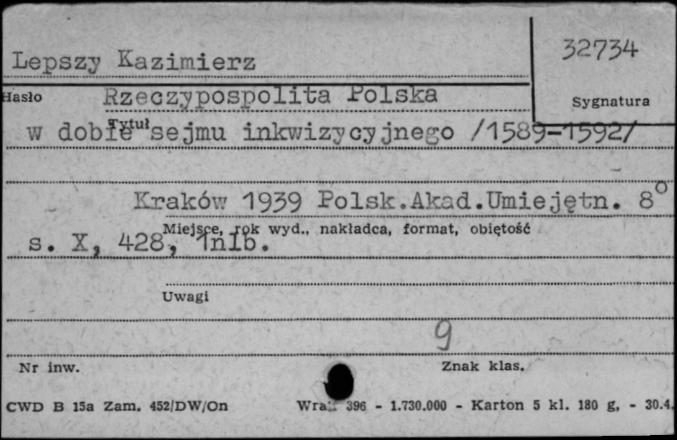 Lepszy Kazimierz
32734
Hasło
Rzeczypospolita Polska
Sygnatura
w dobie sejmu inkwizycyjnego /1589-1592/
Tytuł
Kraków 1939 Polsk.Akad.Umiejętn. 8°
Miejsce, rok wyd., nakładca, format, objętość
s. X, 428, 1nlb.
Uwagi
9
Nr inw.
Znak klas.
CWD B 15a Zam. 452/DW/On
396 - 1.730.000 - Karton 5 kl. 180 g, - 30.4.